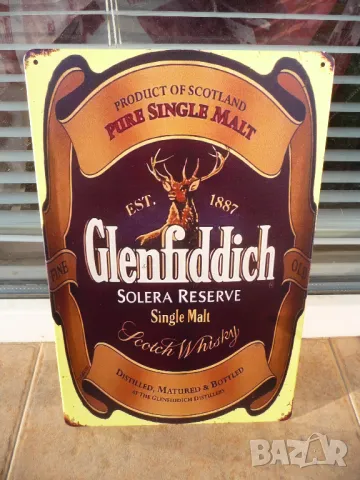 PRODUCT OF SCOTLAND
PURE SINGLE MALT
EST. 1887
Glenfiddich
FINE
OLD
SOLERA RESERVE
Single Malt
Scotch Whisky
DISTILLED, MATURED & BOTTLED
AT THE GLENFIDDICH DISTILLERY
BAZAR
bg